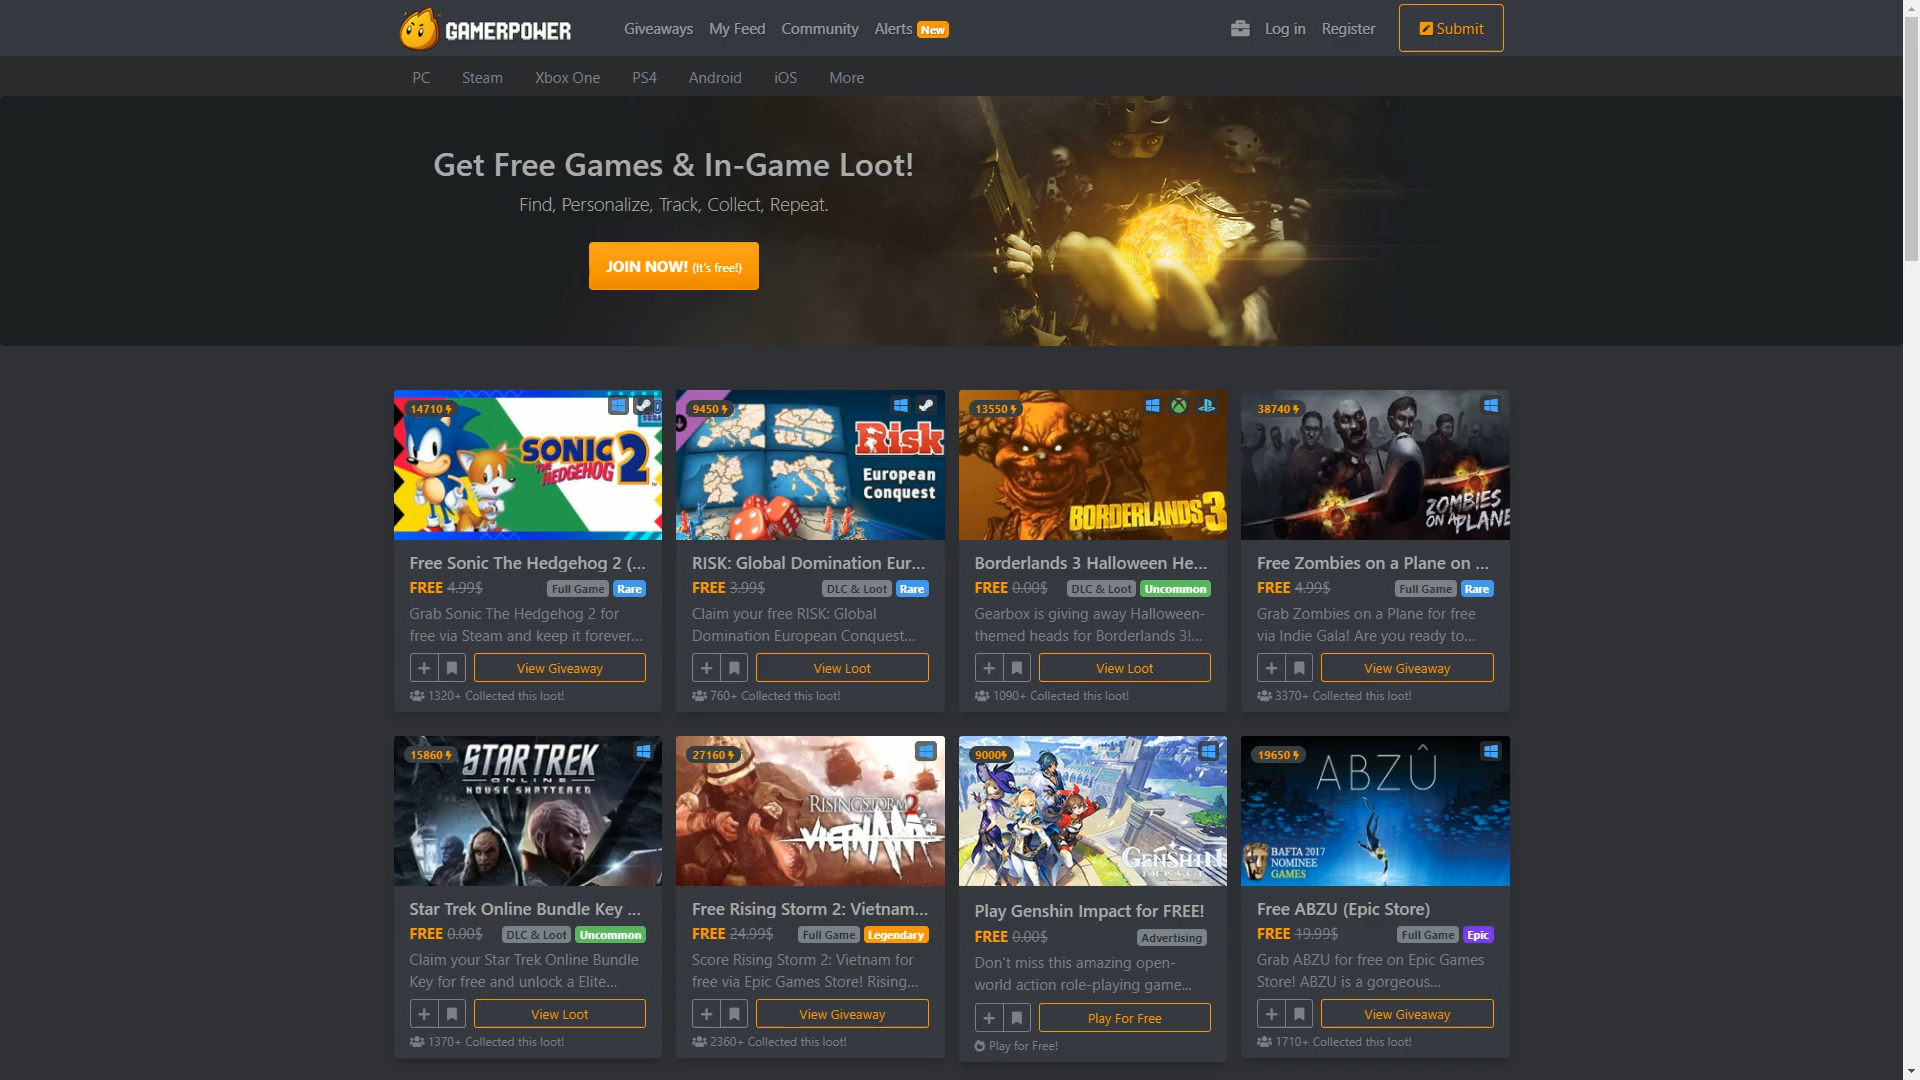 GAMERPOWER
Giveaways My Feed Community Alerts New
Log in Register Submit
PC Steam Xbox One PS4 Android iOS More
Get Free Games & In-Game Loot!
Find, Personalize, Track, Collect, Repeat.
JOIN NOW! (It's free!)
14710
SONIC
THE
HEDGEHOG 2
Free Sonic The Hedgehog 2 (...
FREE 4.99$ Full Game Rare
Grab Sonic The Hedgehog 2 for
free via Steam and keep it forever...
View Giveaway
1320+ Collected this loot!
9450
Risk
European
Conquest
RISK: Global Domination Eur...
FREE 3.99$ DLC & Loot Rare
Claim your free RISK: Global
Domination European Conquest...
View Loot
760+ Collected this loot!
13550
BORDERLANDS 3
Borderlands 3 Halloween He...
FREE 0.00$ DLC & Loot Uncommon
Gearbox is giving away Halloween-
themed heads for Borderlands 3!...
View Loot
1090+ Collected this loot!
38740
ZOMBIES
ON A PLANE
Free Zombies on a Plane on ...
FREE 4.99$ Full Game Rare
Grab Zombies on a Plane for free
via Indie Gala! Are you ready to...
View Giveaway
3370+ Collected this loot!
15860
STAR TREK
ONLINE
HOUSE SHATTERED
Star Trek Online Bundle Key ...
FREE 0.00$ DLC & Loot Uncommon
Claim your Star Trek Online Bundle
Key for free and unlock a Elite...
View Loot
1370+ Collected this loot!
27160
RISING STORM 2
VIETNAM
Free Rising Storm 2: Vietnam...
FREE 24.99$ Full Game Legendary
Score Rising Storm 2: Vietnam for
free via Epic Games Store! Rising...
View Giveaway
2360+ Collected this loot!
9000
GENSHIN
IMPACT
Play Genshin Impact for FREE!
FREE 0.00$ Advertising
Don't miss this amazing open-
world action role-playing game...
Play For Free
Play for Free!
19650
ABZÛ
BAFTA 2017
NOMINEE
GAMES
Free ABZU (Epic Store)
FREE 19.99$ Full Game Epic
Grab ABZU for free on Epic Games
Store! ABZU is a gorgeous...
View Giveaway
1710+ Collected this loot!